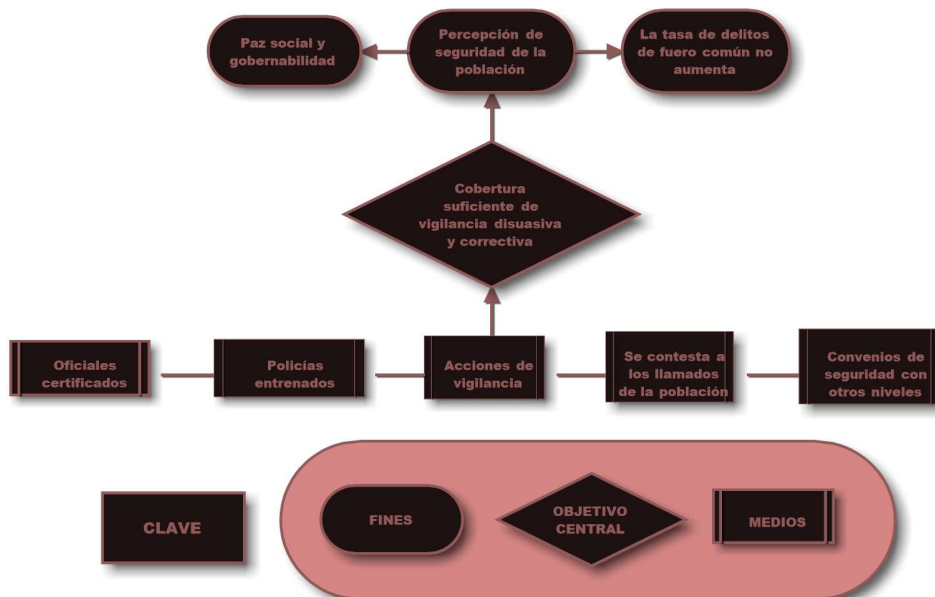 Paz social y
gobernabilidad
Percepción de
seguridad de la
población
La tasa de delitos
de fuero común no
aumenta
Cobertura
suficiente de
vigilancia disuasiva
y correctiva
Oficiales
certificados
Policías
entrenados
Acciones de
vigilancia
Se contesta a
los llamados
de la población
Convenios de
seguridad con
otros niveles
CLAVE
FINES
OBJETIVO
CENTRAL
MEDIOS